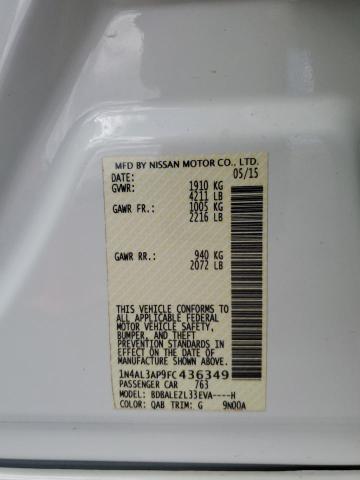 MFD BY NISSAN MOTOR CO., LTD.
DATE: 05/15
GVWR: 1910 KG
4211 LB
GAWR FR.: 1005 KG
2216 LB
GAWR RR.: 940 KG
2072 LB
THIS VEHICLE CONFORMS TO
ALL APPLICABLE FEDERAL
MOTOR VEHICLE SAFETY,
BUMPER, AND THEFT
PREVENTION STANDARDS IN
EFFECT ON THE DATE OF
MANUFACTURE SHOWN ABOVE.
1N4AL3AP9FC436349
PASSENGER CAR 763
MODEL: BDBALEZL33EVA----H
COLOR: QAB TRIM: G 9N00A